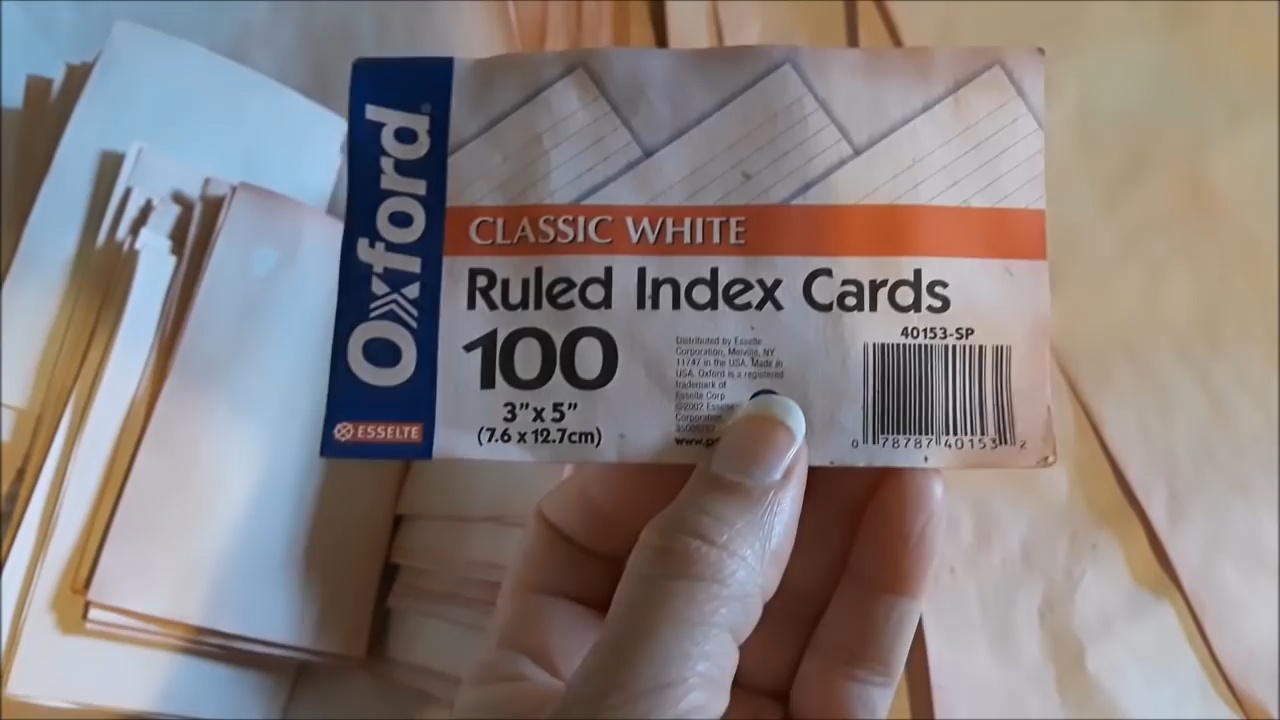 Oxford
ESSELTE
CLASSIC WHITE
Ruled Index Cards
100
3”x 5”
(7.6 x 12.7cm)
Distributed by Esselte
Corporation, Melville, NY
11747 in the USA. Made in
USA. Oxford is a registered
trademark of
Esselte Corp
©2002
Corporation
40153-SP
0 78787 40153 2